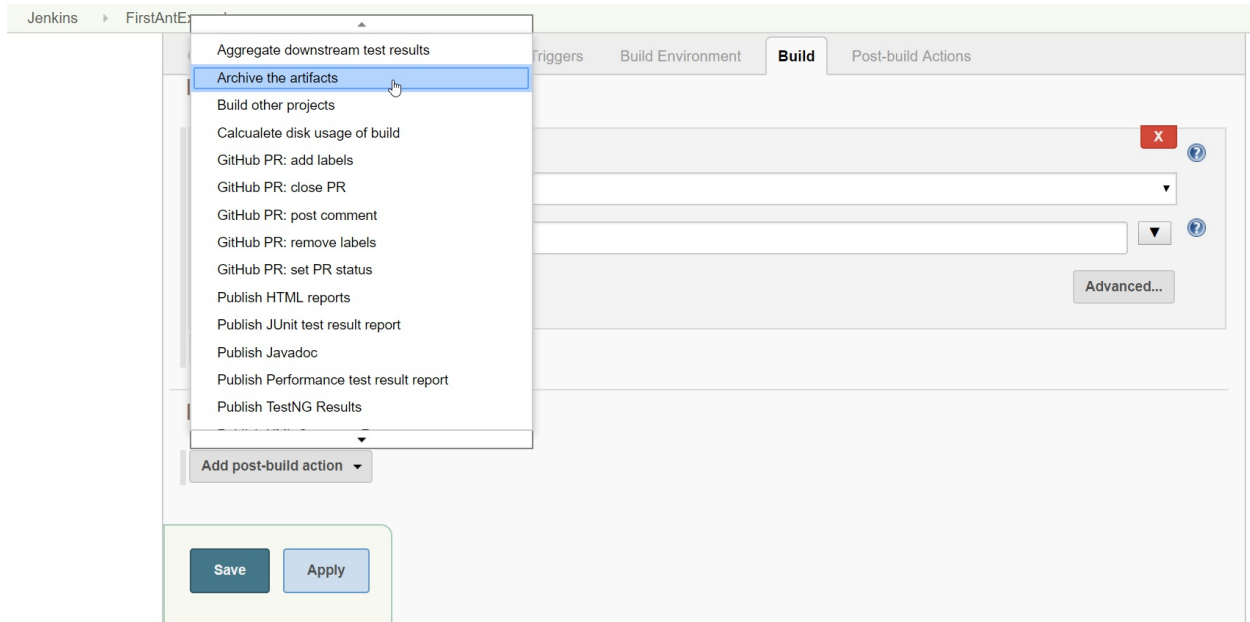 Jenkins FirstAntEx
Aggregate downstream test results
Triggers Build Environment Build Post-build Actions
Archive the artifacts
Build other projects
Calcualete disk usage of build
X
GitHub PR: add labels
GitHub PR: close PR
GitHub PR: post comment
GitHub PR: remove labels
GitHub PR: set PR status
Advanced...
Publish HTML reports
Publish JUnit test result report
Publish Javadoc
Publish Performance test result report
Publish TestNG Results
Add post-build action
Save Apply